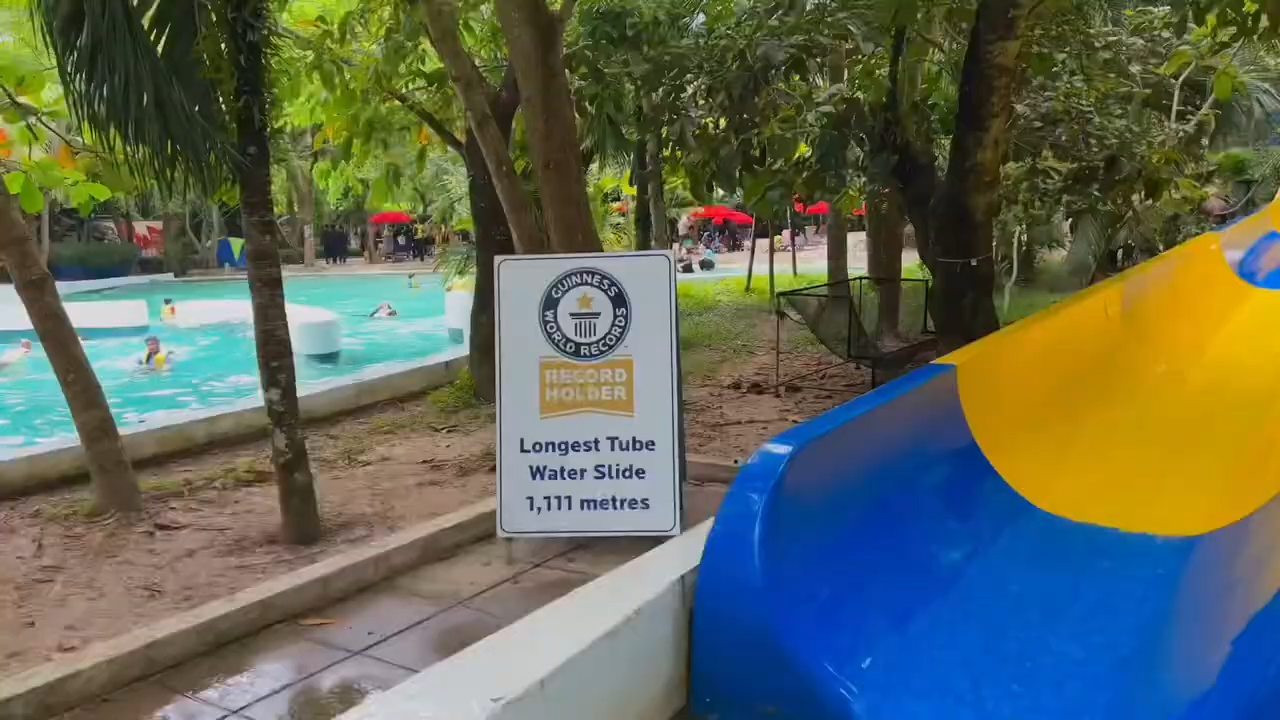 GUINNESS
WORLD RECORDS
RECORD
HOLDER
Longest Tube
Water Slide
1,111 metres